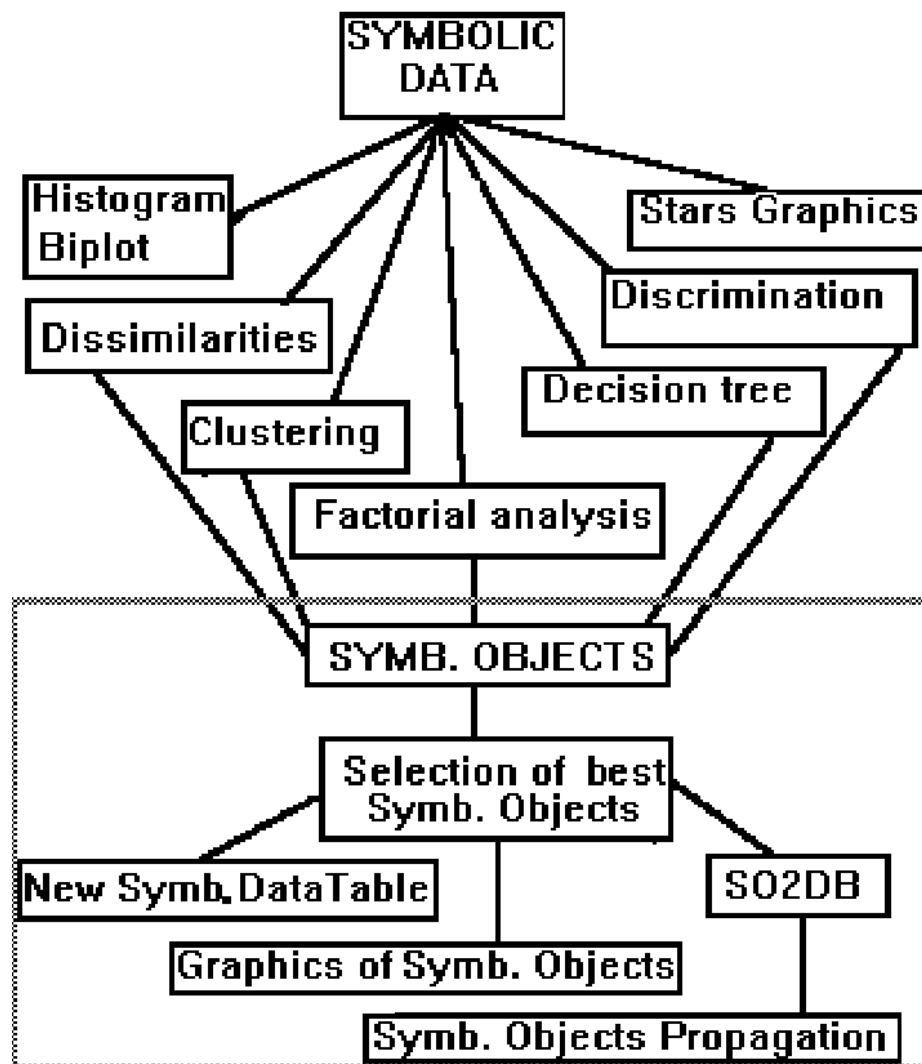 SYMBOLIC
DATA
Histogram
Biplot
Stars Graphics
Discrimination
Dissimilarities
Decision tree
Clustering
Factorial analysis
SYMB. OBJECTS
Selection of best
Symb. Objects
New Symb. DataTable
SO2DB
Graphics of Symb. Objects
Symb. Objects Propagation